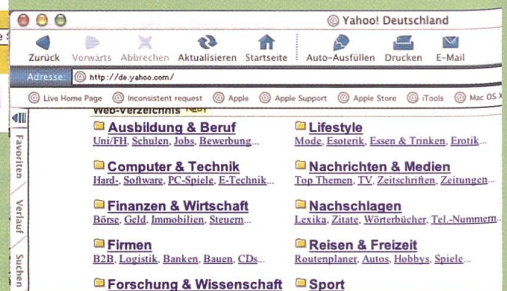 Yahoo! Deutschland
Zurück Vorwärts Abbrechen Aktualisieren Startseite Auto-Ausfüllen Drucken E-Mail
Adresse: http://de.yahoo.com/
Live Home Page Inconsistent request Apple Apple Support Apple Store iTools Mac OS X
Web-Verzeichnis
Favoriten
Verlauf
Suchen
Ausbildung & Beruf
Uni/FH, Schulen, Jobs, Bewerbung...
Lifestyle
Mode, Esoterik, Essen & Trinken, Erotik...
Computer & Technik
Hard-, Software, PC-Spiele, E-Technik...
Nachrichten & Medien
Top Themen, TV, Zeitschriften, Zeitungen...
Finanzen & Wirtschaft
Börse, Geld, Immobilien, Steuern...
Nachschlagen
Lexika, Zitate, Wörterbücher, Tel.-Nummern...
Firmen
B2B, Logistik, Banken, Bauen, CDs...
Reisen & Freizeit
Routenplaner, Autos, Hobbys, Spiele...
Forschung & Wissenschaft
Sport